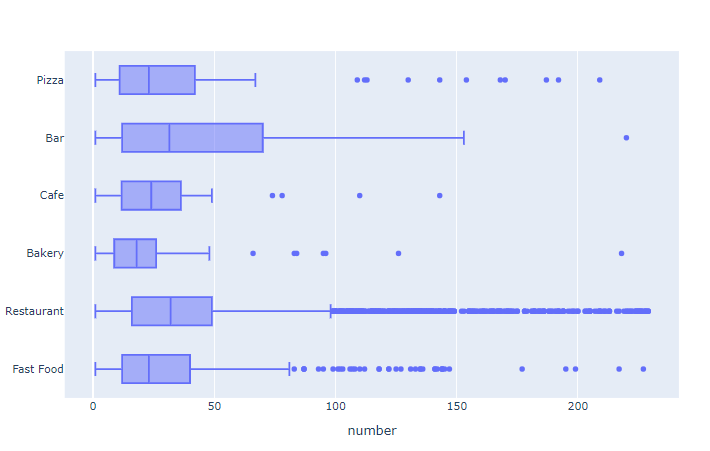 Pizza
Bar
Cafe
Bakery
Restaurant
Fast Food
0 50 100 150 200
number